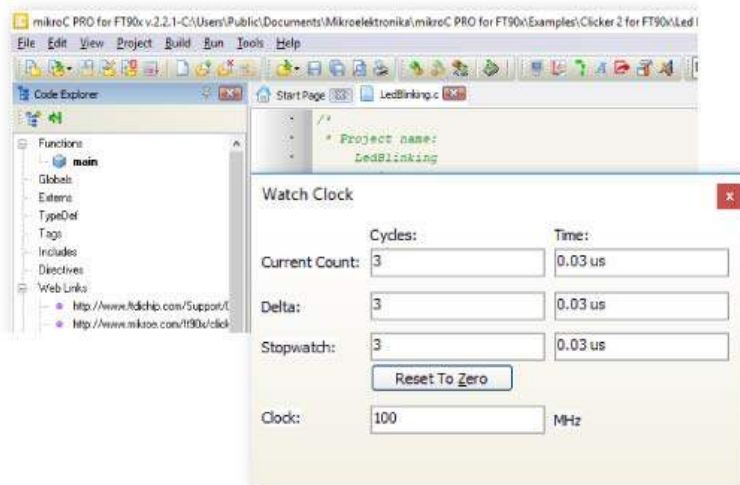 mikroC PRO for FT90x v.2.2.1-C:\Users\Public\Documents\Mikroelektronika\mikroC PRO for FT90x\Examples\Clicker 2 for FT90x\Led
File Edit View Project Build Run Tools Help
Code Explorer
Start Page LedBlinking.c
Functions
main
Globals
Externs
TypeDef
Tags
Includes
Directives
Web Links
http://www.ftdichip.com/Support/
http://www.mikroe.com/ft90x/click
/*
* Project name:
LedBlinking
Watch Clock
x
Cycles: Time:
Current Count: 3 0.03 us
Delta: 3 0.03 us
Stopwatch: 3 0.03 us
Reset To Zero
Clock: 100 MHz